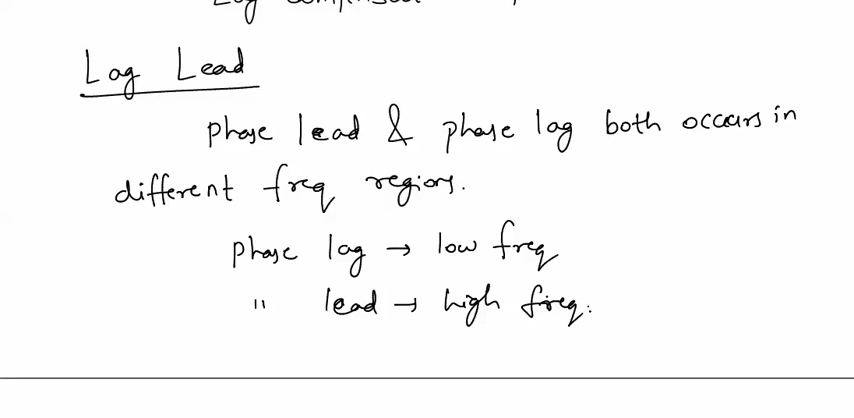 Lag
Lag Lead
phase lead & phase lag both occurs in
different freq regions.
phase lag → low freq
" lead → high freq.